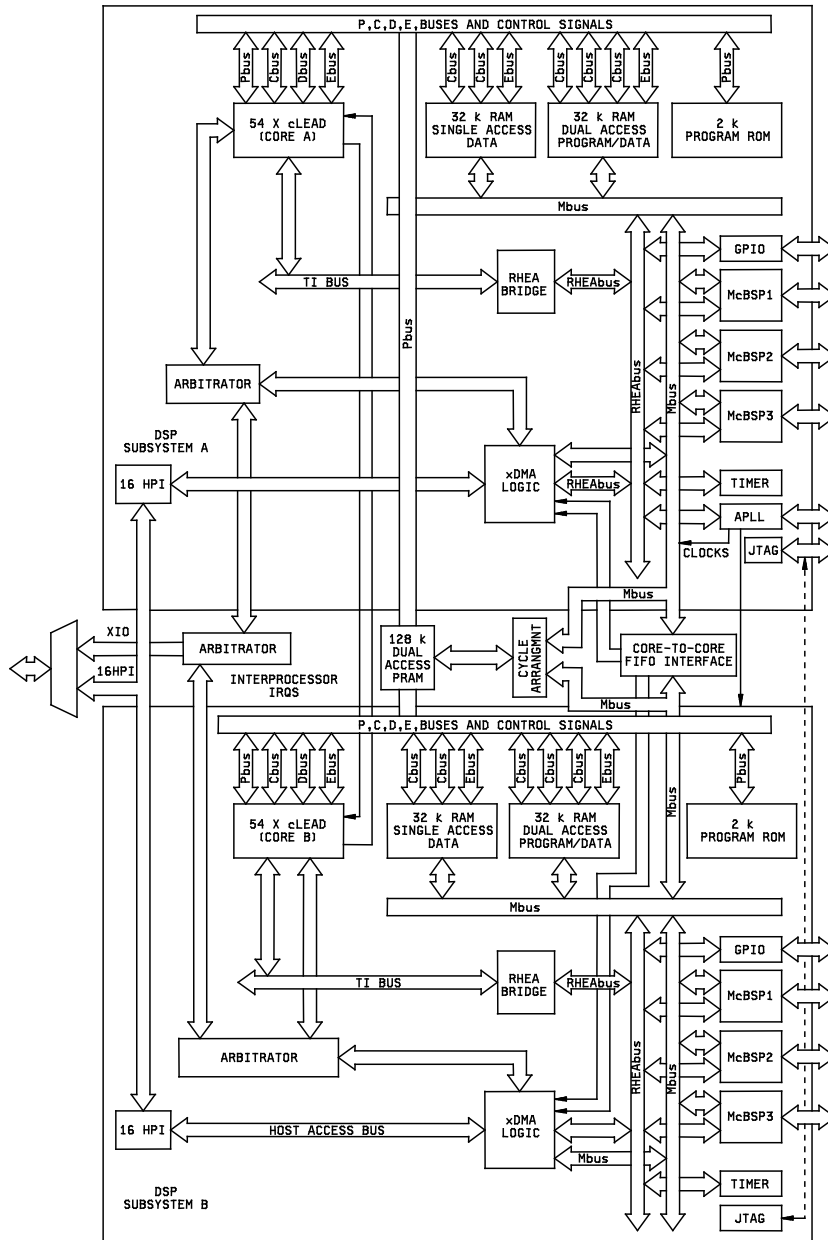 P,C,D,E,BUSES AND CONTROL SIGNALS
Pbus
Cbus
Dbus
Ebus
Cbus
Cbus
Ebus
Cbus
Cbus
Cbus
Ebus
Pbus
54 X cLEAD
(CORE A)
32 k RAM
SINGLE ACCESS
DATA
32 k RAM
DUAL ACCESS
PROGRAM/DATA
2 k
PROGRAM ROM
Mbus
GPIO
TI BUS
RHEA
BRIDGE
RHEAbus
McBSP1
Pbus
McBSP2
ARBITRATOR
RHEAbus
Mbus
McBSP3
DSP
SUBSYSTEM A
16 HPI
xDMA
LOGIC
RHEAbus
TIMER
APLL
CLOCKS
JTAG
Mbus
XIO
ARBITRATOR
128 k
DUAL
ACCESS
PRAM
CYCLE
ARRANGMNT
CORE-TO-CORE
FIFO INTERFACE
16HPI
INTERPROCESSOR
IRQS
Mbus
P,C,D,E,BUSES AND CONTROL SIGNALS
Pbus
Cbus
Dbus
Ebus
Cbus
Cbus
Ebus
Cbus
Cbus
Cbus
Ebus
Pbus
Mbus
54 X cLEAD
(CORE B)
32 k RAM
SINGLE ACCESS
DATA
32 k RAM
DUAL ACCESS
PROGRAM/DATA
2 k
PROGRAM ROM
Mbus
GPIO
TI BUS
RHEA
BRIDGE
RHEAbus
McBSP1
ARBITRATOR
McBSP2
RHEAbus
Mbus
McBSP3
16 HPI
HOST ACCESS BUS
xDMA
LOGIC
Mbus
TIMER
DSP
SUBSYSTEM B
JTAG